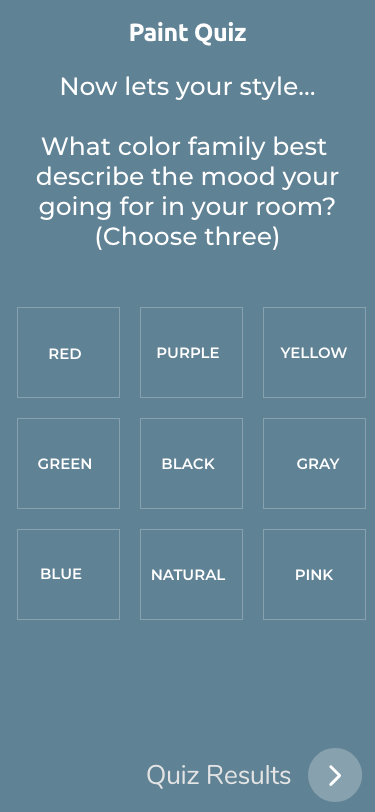 Paint Quiz
Now lets your style...
What color family best
describe the mood your
going for in your room?
(Choose three)
RED
PURPLE
YELLOW
GREEN
BLACK
GRAY
BLUE
NATURAL
PINK
Quiz Results